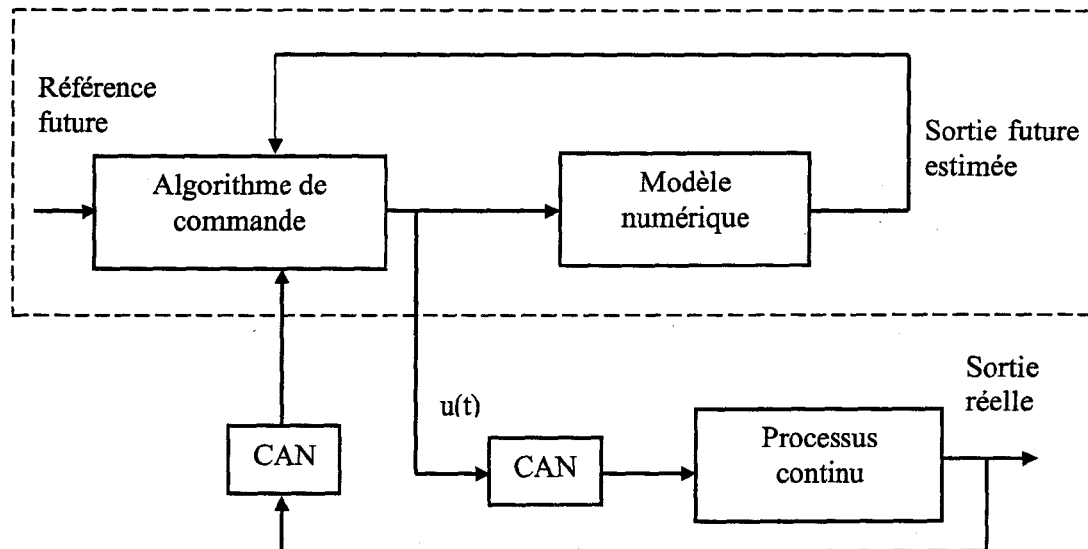 Référence
future
Algorithme de
commande
Modèle
numérique
Sortie future
estimée
u(t)
CAN
CAN
Processus
continu
Sortie
réelle